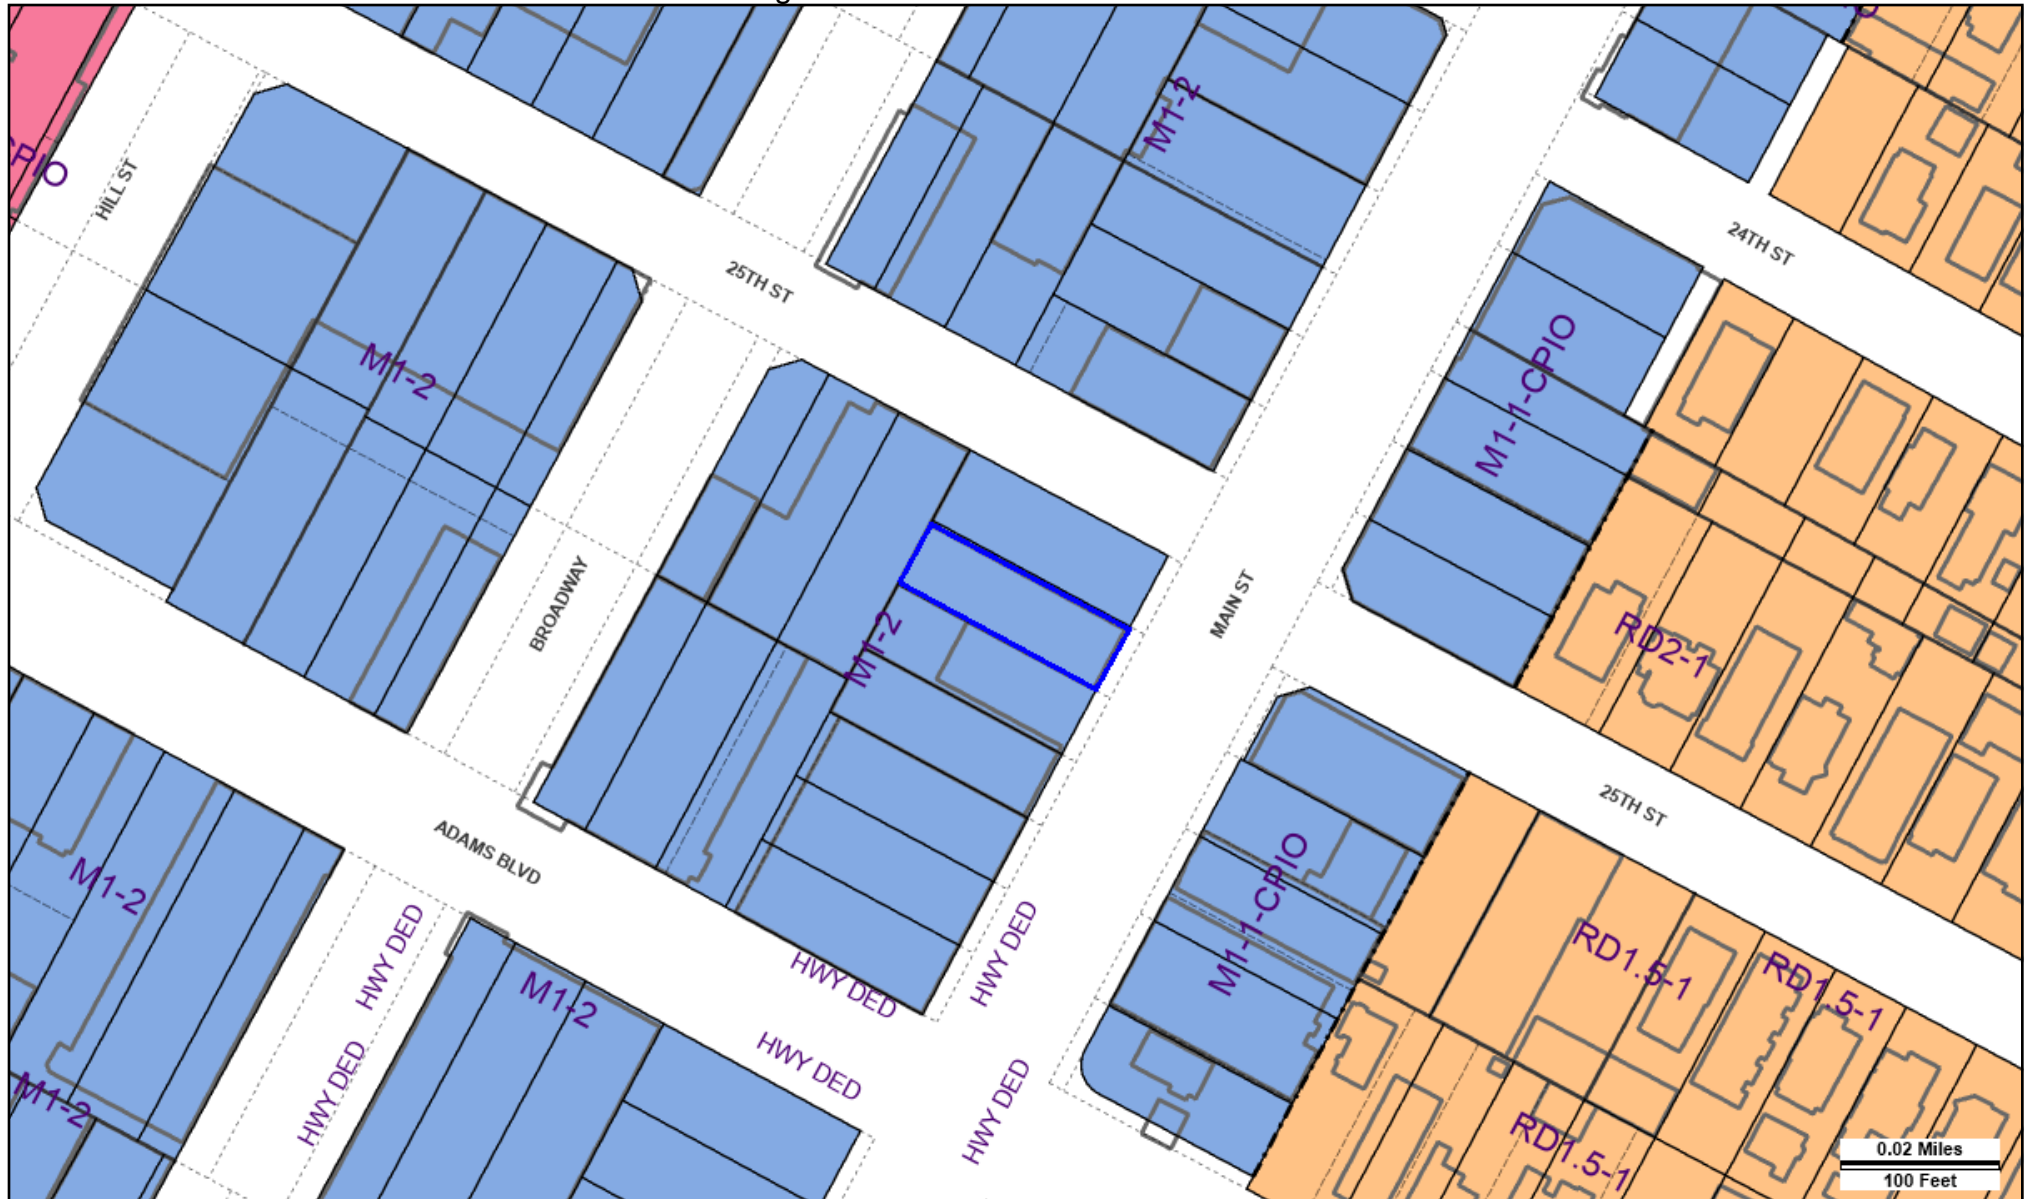 M1-2
CPIO
HILL ST
24TH ST
25TH ST
M1-1-CPIO
M1-2
BROADWAY
MAIN ST
M1-2
RD2-1
25TH ST
ADAMS BLVD
M1-2
M1-1-CPIO
HWY DED
HWY DED
HWY DED
RD1.5-1
RD1.5-1
M1-2
HWY DED
HWY DED
HWY DED
M1-2
RD1.5-1
0.02 Miles
100 Feet